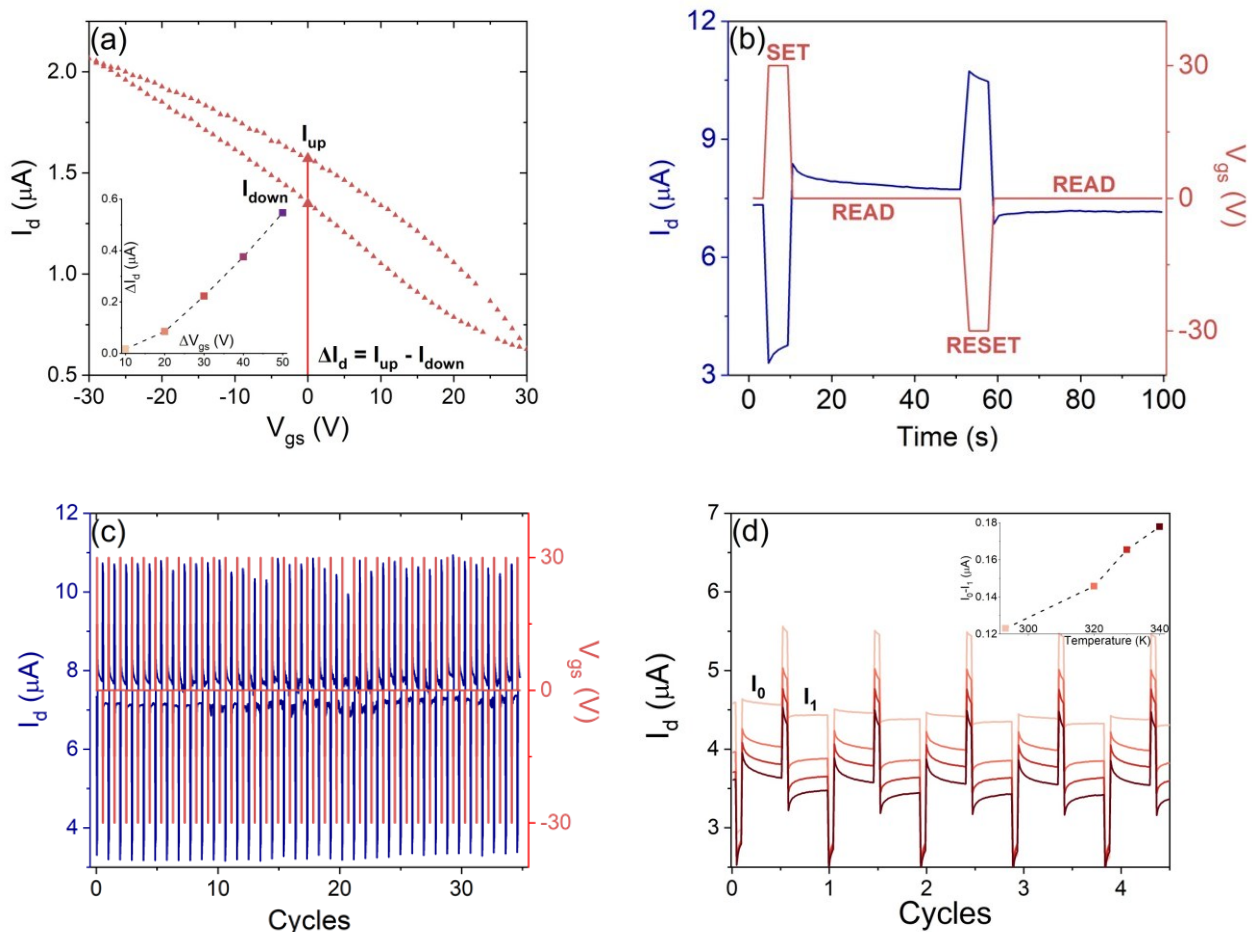 (a)
2.0
1.5
1.0
0.5
I_d (μA)
I_up
I_down
0.6
0.4
0.2
0.0
ΔI_d (μA)
ΔV_gs (V)
10 20 30 40 50
ΔI_d = I_up - I_down
-30 -20 -10 0 10 20 30
V_gs (V)
(b)
12
9
6
3
I_d (μA)
SET
READ
READ
RESET
30
0
-30
V_gs (V)
0 20 40 60 80 100
Time (s)
(c)
12
10
8
6
4
I_d (μA)
30
0
-30
V_gs (V)
0 10 20 30
Cycles
(d)
7
6
5
4
3
I_d (μA)
I_0
I_1
0.18
0.16
0.14
0.12
I_0-I_1 (μA)
300 320 340
Temperature (K)
0 1 2 3 4
Cycles